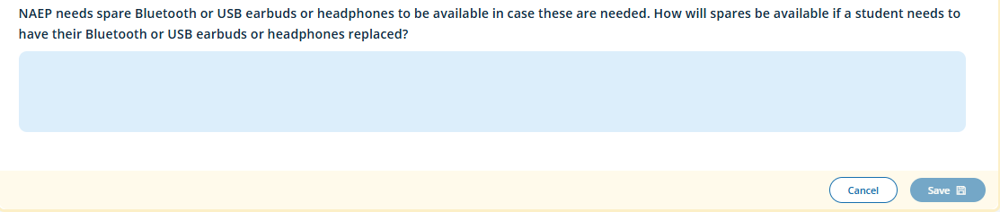 NAEP needs spare Bluetooth or USB earbuds or headphones to be available in case these are needed. How will spares be available if a student needs to
have their Bluetooth or USB earbuds or headphones replaced?
Cancel
Save